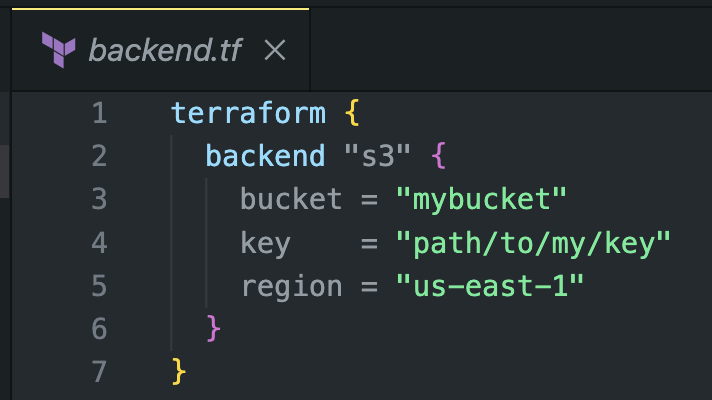 backend.tf ×
1 terraform {
2   backend "s3" {
3     bucket = "mybucket"
4     key    = "path/to/my/key"
5     region = "us-east-1"
6   }
7 }